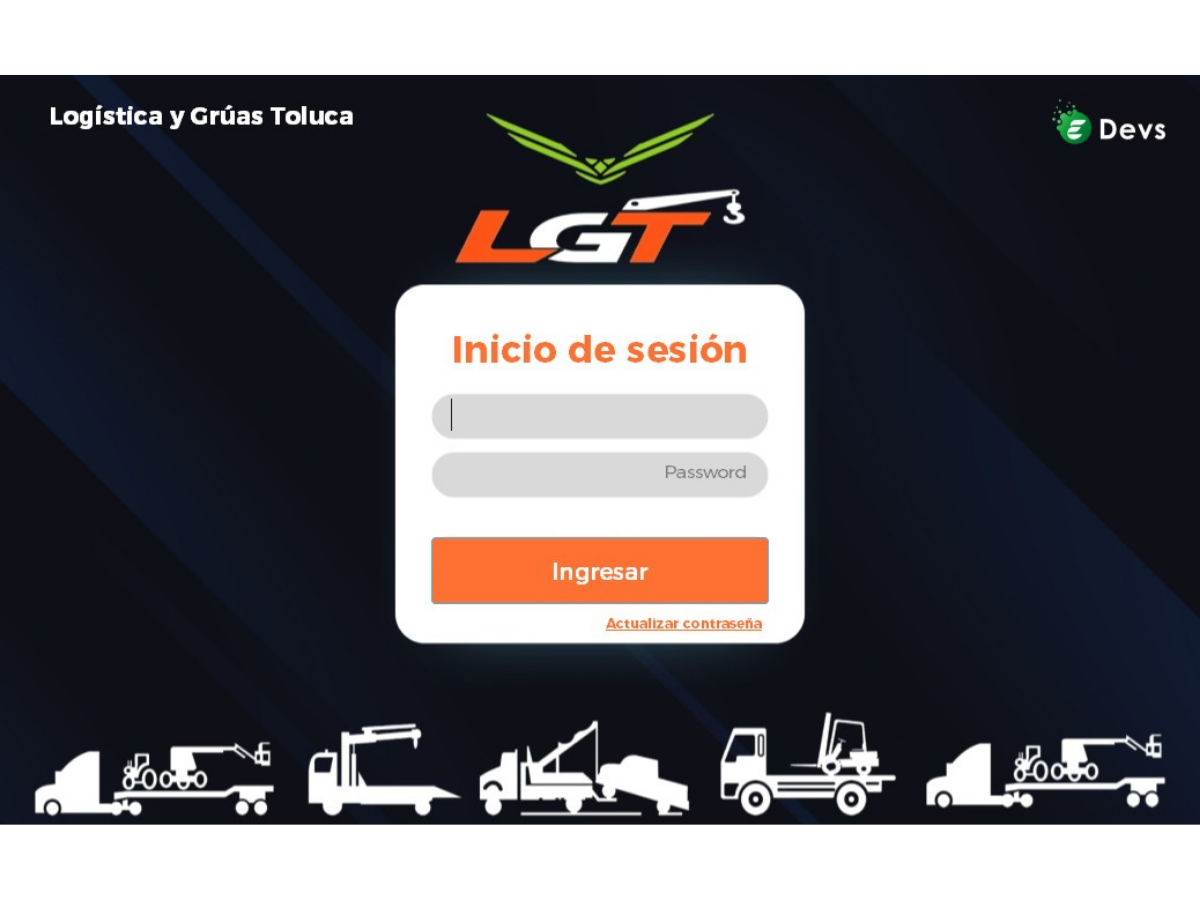 Logística y Grúas Toluca
Devs
LGT
Inicio de sesión
Password
Ingresar
Actualizar contraseña